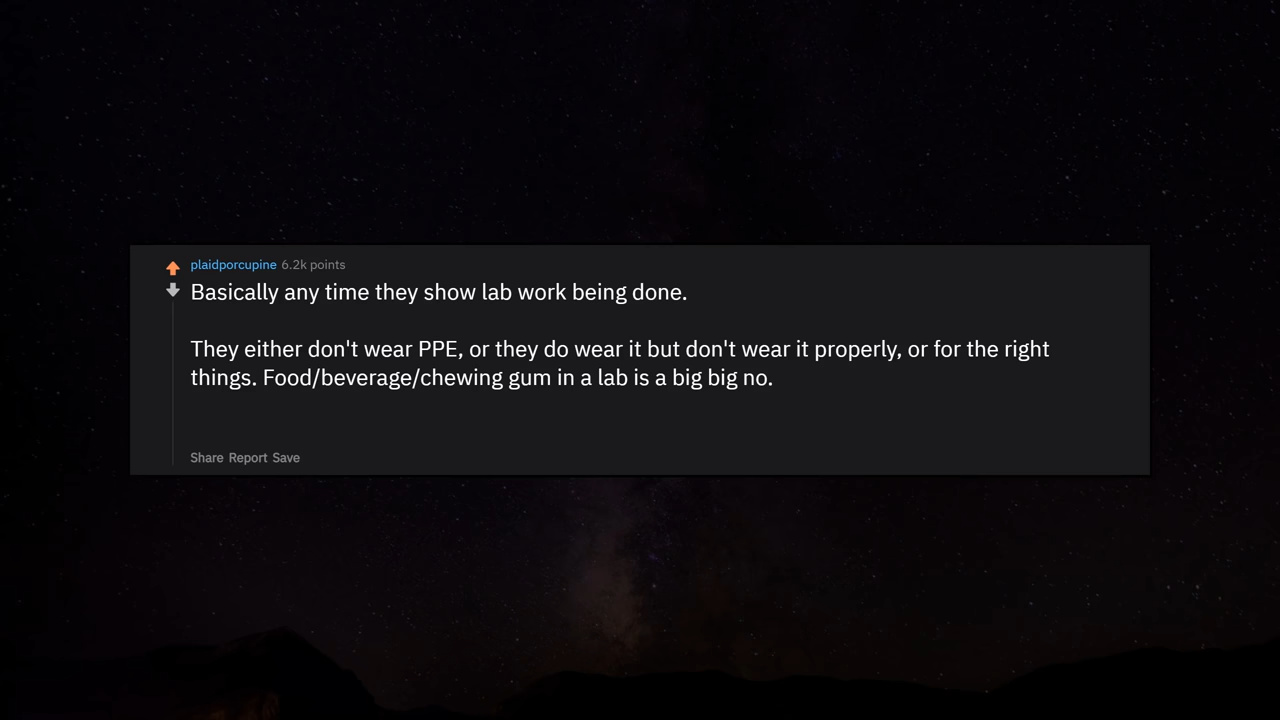 plaidporcupine 6.2k points
Basically any time they show lab work being done.
They either don't wear PPE, or they do wear it but don't wear it properly, or for the right
things. Food/beverage/chewing gum in a lab is a big big no.
Share Report Save